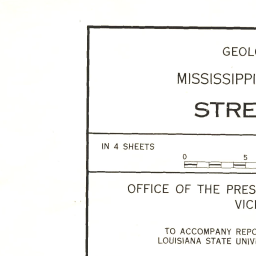 GEOLO
MISSISSIPPI
STRE
IN 4 SHEETS
0 5
OFFICE OF THE PRES
VIC
TO ACCOMPANY REPO
LOUISIANA STATE UNIV